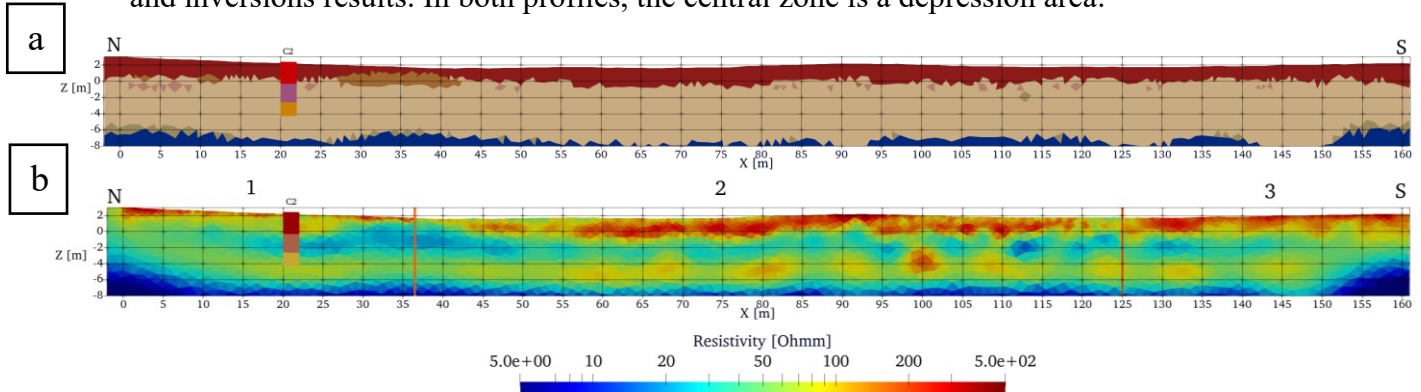 and inversions results. In both profiles, the central zone is a depression area.
a
N C2 S
2
0
Z [m] -2
-4
-6
-8
0 5 10 15 20 25 30 35 40 45 50 55 60 65 70 75 80 85 90 95 100 105 110 115 120 125 130 135 140 145 150 155 160
X [m]
b
1 2 3
N C2 S
2
0
-2
Z [m]
-4
-6
-8
0 5 10 15 20 25 30 35 40 45 50 55 60 65 70 75 80 85 90 95 100 105 110 115 120 125 130 135 140 145 150 155 160
X [m]
Resistivity [Ohmm]
5.0e+00 10 20 50 100 200 5.0e+02